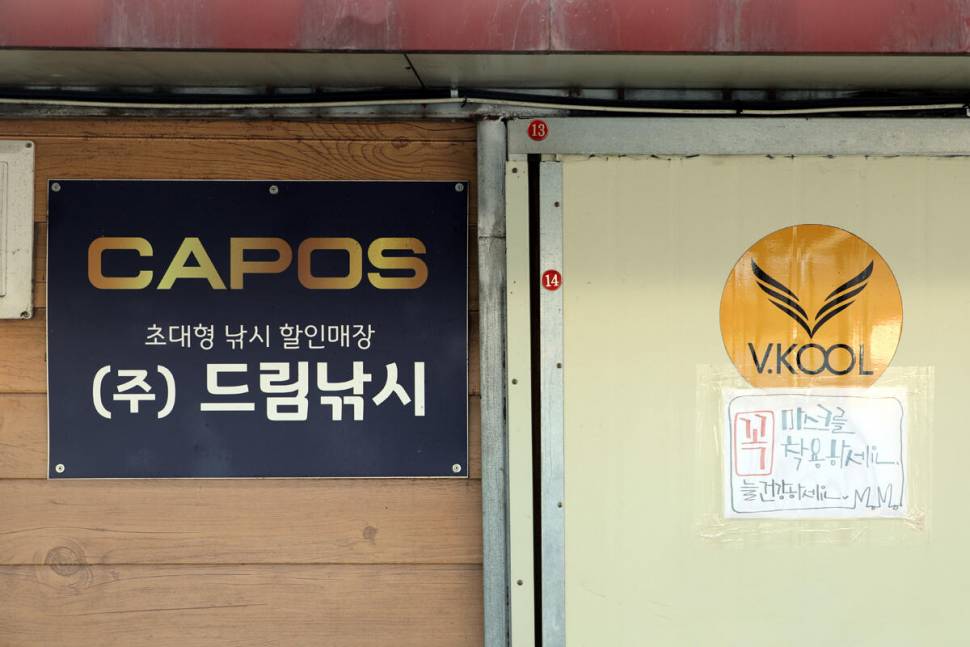 CAPOS
초대형 낚시 할인매장
(주) 드림낚시
13
14
V.KOOL
꼭 마스크를
착용하세요.
늘건강하세요. M.M.